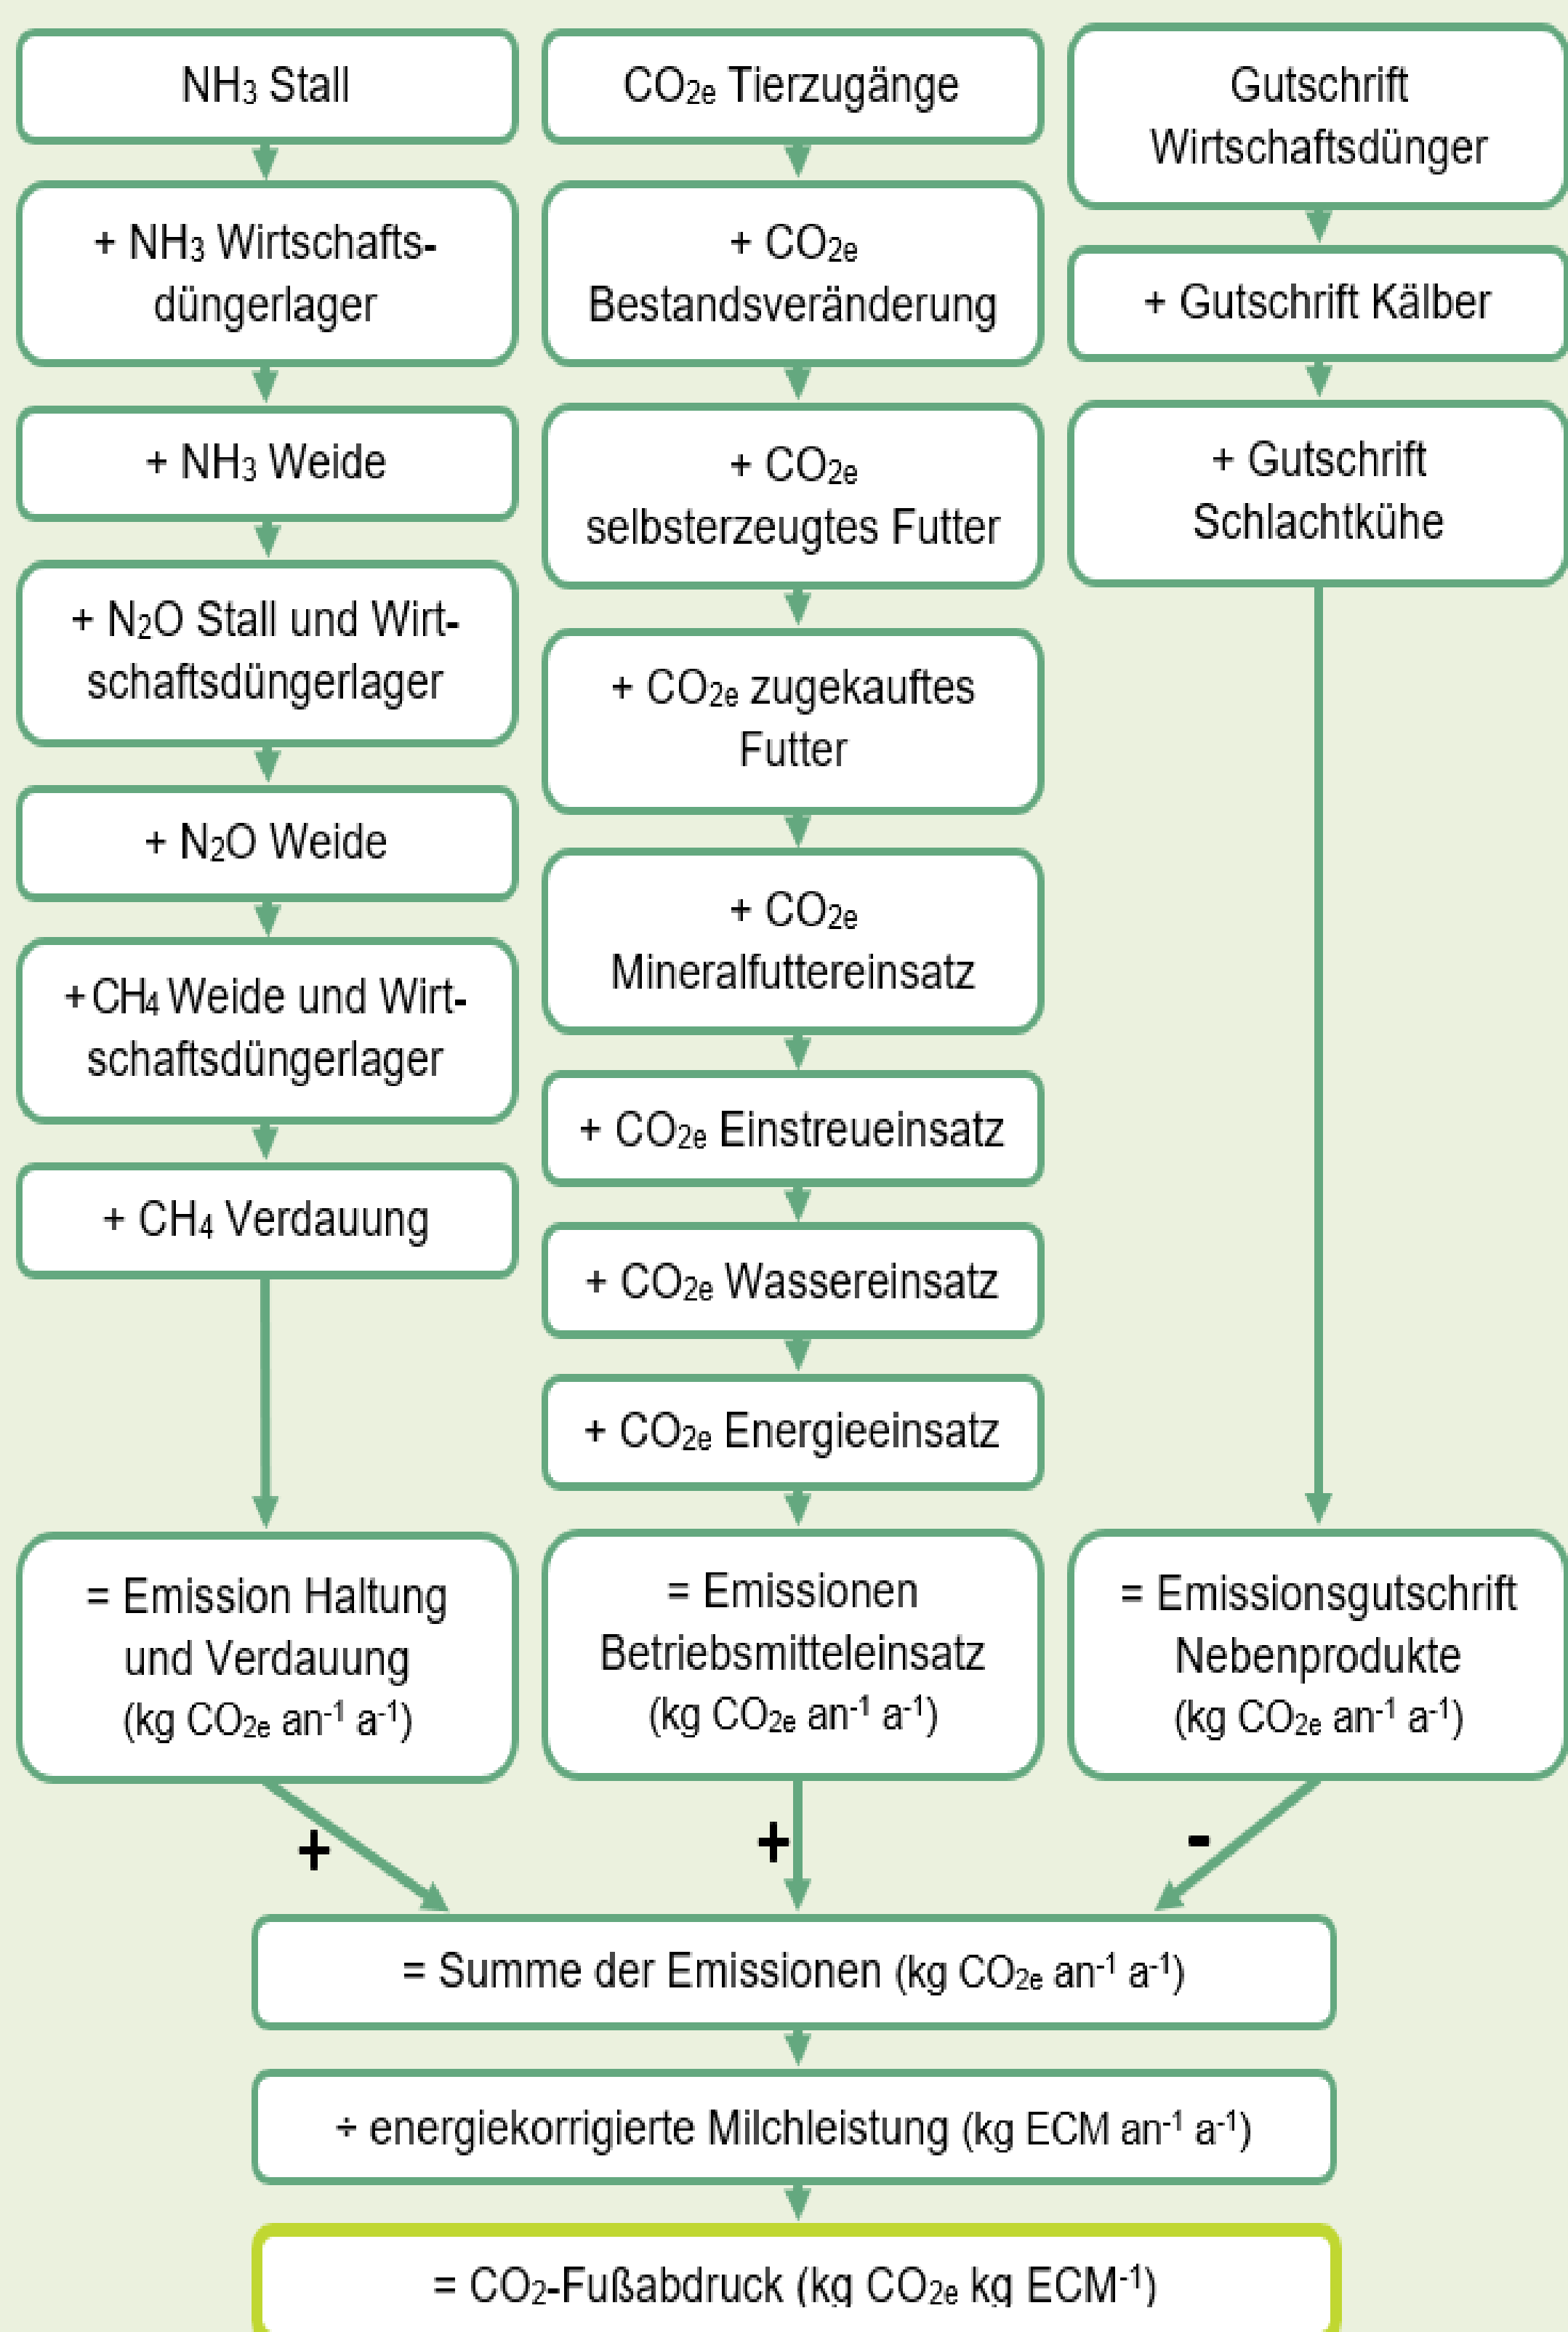 NH₃ Stall
+ NH₃ Wirtschafts-
düngerlager
+ NH₃ Weide
+ N₂O Stall und Wirt-
schaftsdüngerlager
+ N₂O Weide
+ CH₄ Weide und Wirt-
schaftsdüngerlager
+ CH₄ Verdauung
= Emission Haltung
und Verdauung
(kg CO₂ₑ an⁻¹ a⁻¹)
CO₂ₑ Tierzugänge
+ CO₂ₑ
Bestandsveränderung
+ CO₂ₑ
selbsterzeugtes Futter
+ CO₂ₑ zugekauftes
Futter
+ CO₂ₑ
Mineralfuttereinsatz
+ CO₂ₑ Einstreueinsatz
+ CO₂ₑ Wassereinsatz
+ CO₂ₑ Energieeinsatz
= Emissionen
Betriebsmitteleinsatz
(kg CO₂ₑ an⁻¹ a⁻¹)
Gutschrift
Wirtschaftsdünger
+ Gutschrift Kälber
+ Gutschrift
Schlachtkühe
= Emissionsgutschrift
Nebenprodukte
(kg CO₂ₑ an⁻¹ a⁻¹)
+
+
-
= Summe der Emissionen (kg CO₂ₑ an⁻¹ a⁻¹)
÷ energiekorrigierte Milchleistung (kg ECM an⁻¹ a⁻¹)
= CO₂-Fußabdruck (kg CO₂ₑ kg ECM⁻¹)